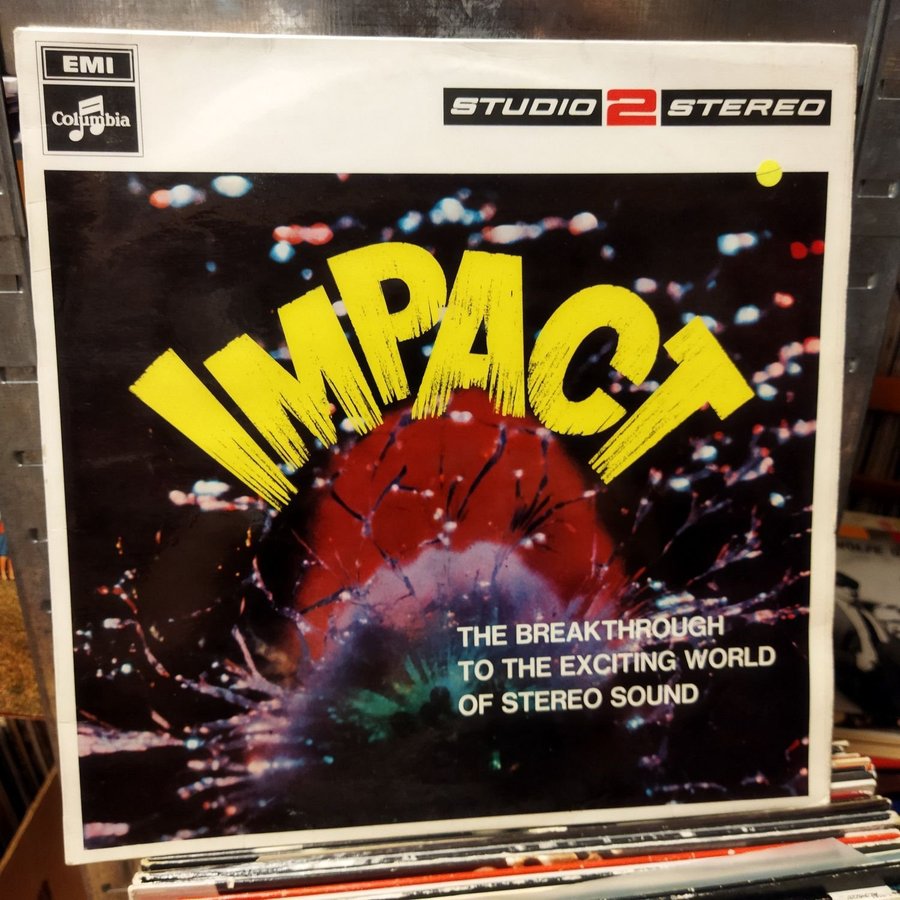 EMI
Columbia
STUDIO 2 STEREO
IMPACT
THE BREAKTHROUGH
TO THE EXCITING WORLD
OF STEREO SOUND